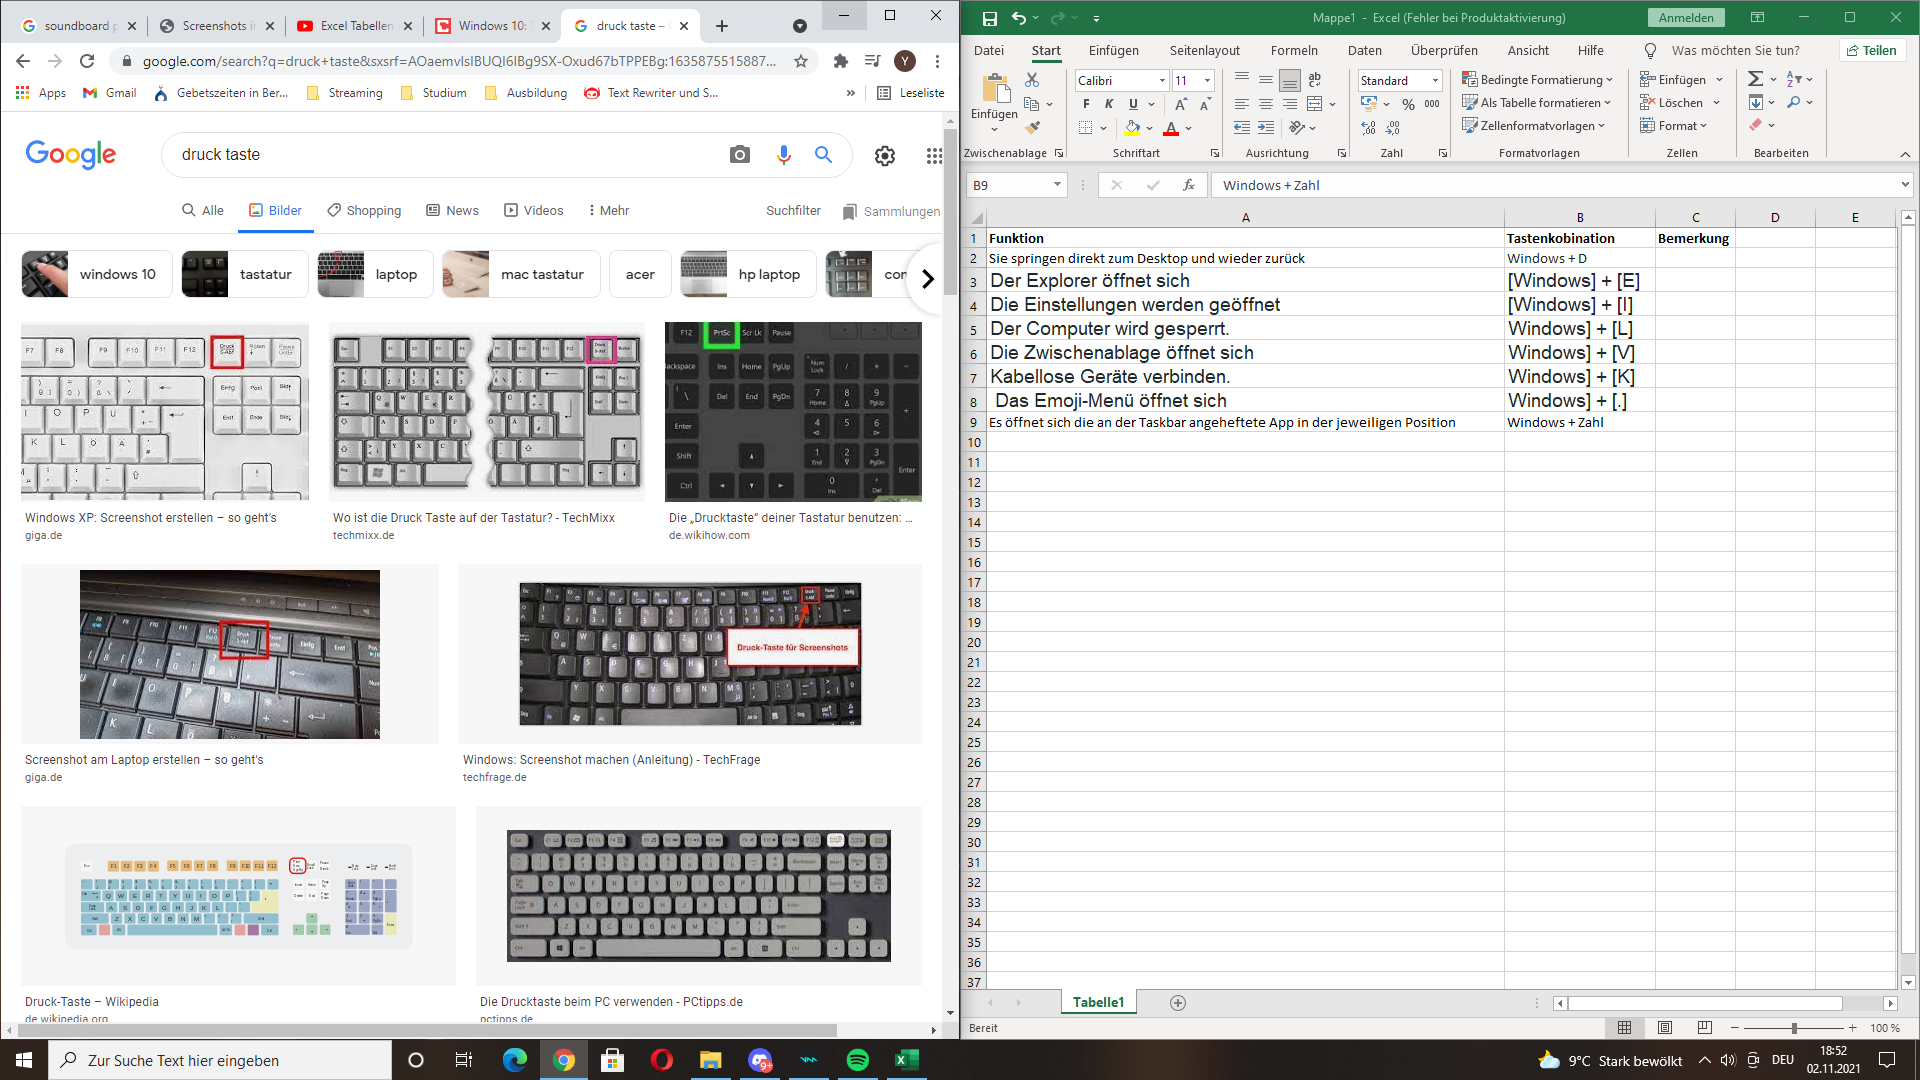 soundboard p
Screenshots in
Excel Tabellen
Windows 10:
druck taste –
google.com/search?q=druck+taste&sxsrf=AOaemvIsIBUQI6IBg9SX-Oxud67bTPPEBg:1635875515887...
Y
Apps
Gmail
Gebetszeiten in Ber...
Streaming
Studium
Ausbildung
Text Rewriter und S...
»
Leseliste
Google
druck taste
Alle
Bilder
Shopping
News
Videos
Mehr
Suchfilter
Sammlungen
windows 10
tastatur
laptop
mac tastatur
acer
hp laptop
Windows XP: Screenshot erstellen – so geht's
giga.de
Wo ist die Druck Taste auf der Tastatur? - TechMixx
techmixx.de
Die „Drucktaste“ deiner Tastatur benutzen: ...
de.wikihow.com
Druck-Taste für Screenshots
Screenshot am Laptop erstellen – so geht's
giga.de
Windows: Screenshot machen (Anleitung) - TechFrage
techfrage.de
Druck-Taste – Wikipedia
de.wikipedia.org
Die Drucktaste beim PC verwenden - PCtipps.de
pctipps.de
Mappe1 - Excel (Fehler bei Produktaktivierung)
Anmelden
Datei
Start
Einfügen
Seitenlayout
Formeln
Daten
Überprüfen
Ansicht
Hilfe
Was möchten Sie tun?
Teilen
Einfügen
Calibri
11
F K U
Standard
% 000
Bedingte Formatierung
Als Tabelle formatieren
Zellenformatvorlagen
Einfügen
Löschen
Format
Zwischenablage
Schriftart
Ausrichtung
Zahl
Formatvorlagen
Zellen
Bearbeiten
B9
fx
Windows + Zahl
A B C D E
1 Funktion Tastenkobination Bemerkung
2 Sie springen direkt zum Desktop und wieder zurück Windows + D
3 Der Explorer öffnet sich [Windows] + [E]
4 Die Einstellungen werden geöffnet [Windows] + [I]
5 Der Computer wird gesperrt. Windows] + [L]
6 Die Zwischenablage öffnet sich Windows] + [V]
7 Kabellose Geräte verbinden. Windows] + [K]
8 Das Emoji-Menü öffnet sich Windows] + [.]
9 Es öffnet sich die an der Taskbar angeheftete App in der jeweiligen Position Windows + Zahl
10
11
12
13
14
15
16
17
18
19
20
21
22
23
24
25
26
27
28
29
30
31
32
33
34
35
36
37
Tabelle1
Bereit
100 %
Zur Suche Text hier eingeben
9°C Stark bewölkt
DEU
18:52
02.11.2021